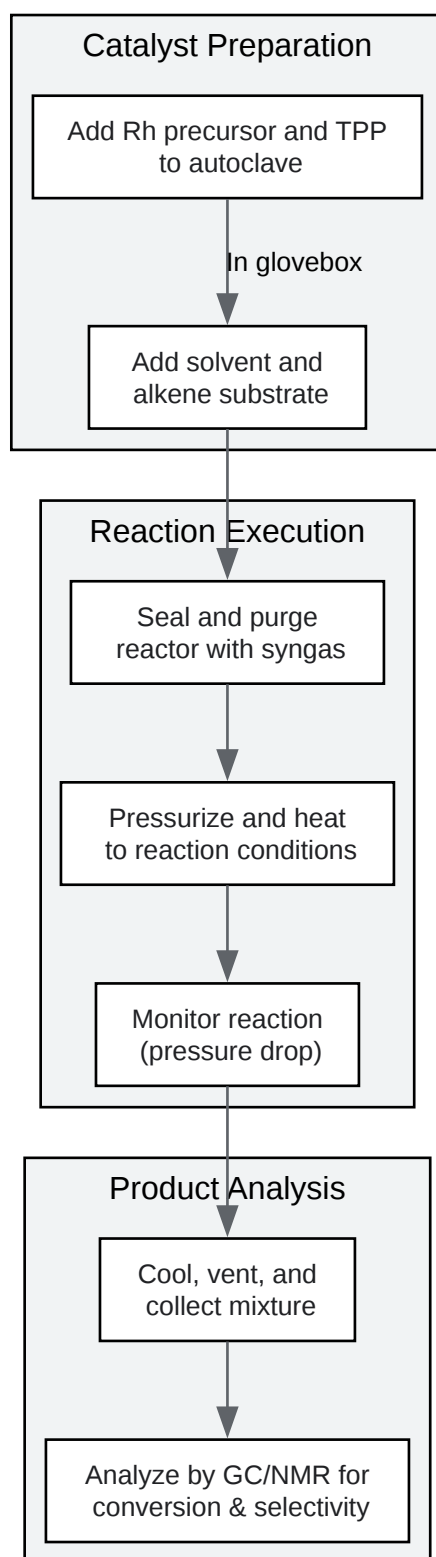 Catalyst Preparation
Add Rh precursor and TPP
to autoclave
In glovebox
Add solvent and
alkene substrate
Reaction Execution
Seal and purge
reactor with syngas
Pressurize and heat
to reaction conditions
Monitor reaction
(pressure drop)
Product Analysis
Cool, vent, and
collect mixture
Analyze by GC/NMR for
conversion & selectivity